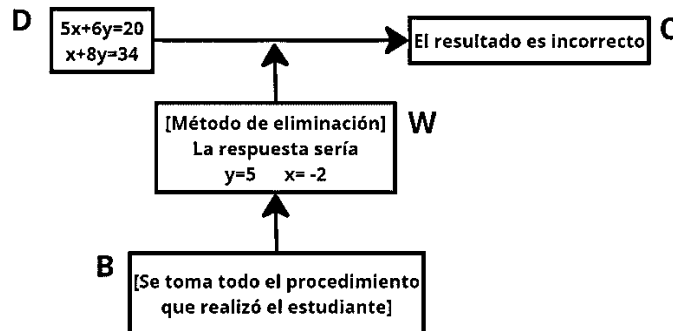 D
5x+6y=20
x+8y=34
El resultado es incorrecto
C
[Método de eliminación]
La respuesta sería
y=5 x= -2
W
B
[Se toma todo el procedimiento
que realizó el estudiante]